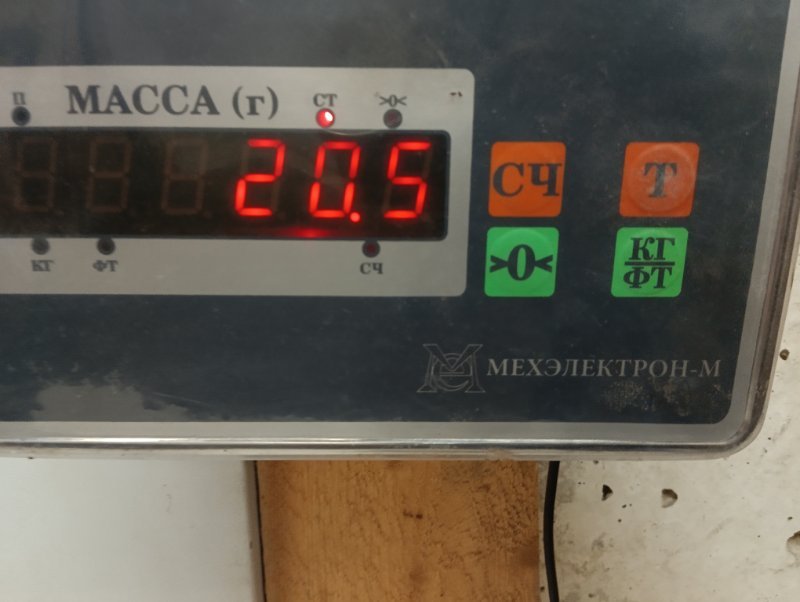 П МАССА (г) СТ >0<
20.5
КГ ФТ СЧ
СЧ Т
>0< КГ
ФТ
МЕХЭЛЕКТРОН-М